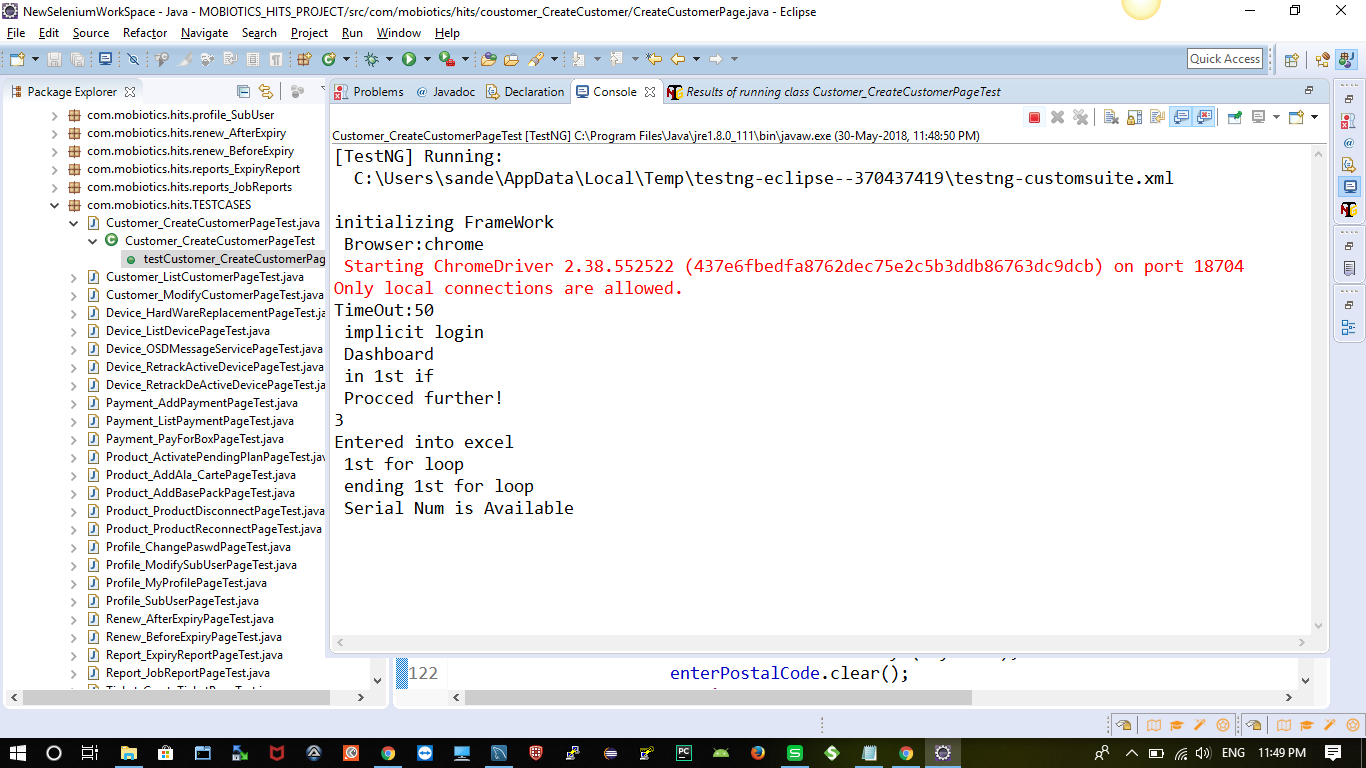 NewSeleniumWorkSpace - Java - MOBIOTICS_HITS_PROJECT/src/com/mobiotics/hits/coustomer_CreateCustomer/CreateCustomerPage.java - Eclipse
File Edit Source Refactor Navigate Search Project Run Window Help
Quick Access
Package Explorer
Problems @ Javadoc Declaration Console Results of running class Customer_CreateCustomerPageTest
com.mobiotics.hits.profile_SubUser
com.mobiotics.hits.renew_AfterExpiry
com.mobiotics.hits.renew_BeforeExpiry
com.mobiotics.hits.reports_ExpiryReport
com.mobiotics.hits.reports_JobReports
com.mobiotics.hits.TESTCASES
Customer_CreateCustomerPageTest.java
Customer_CreateCustomerPageTest
testCustomer_CreateCustomerPag
Customer_ListCustomerPageTest.java
Customer_ModifyCustomerPageTest.java
Device_HardWareReplacementPageTest.ja
Device_ListDevicePageTest.java
Device_OSDMessageServicePageTest.java
Device_RetrackActiveDevicePageTest.java
Device_RetrackDeActiveDevicePageTest.ja
Payment_AddPaymentPageTest.java
Payment_ListPaymentPageTest.java
Payment_PayForBoxPageTest.java
Product_ActivatePendingPlanPageTest.jav
Product_AddAla_CartePageTest.java
Product_AddBasePackPageTest.java
Product_ProductDisconnectPageTest.java
Product_ProductReconnectPageTest.java
Profile_ChangePaswdPageTest.java
Profile_ModifySubUserPageTest.java
Profile_MyProfilePageTest.java
Profile_SubUserPageTest.java
Renew_AfterExpiryPageTest.java
Renew_BeforeExpiryPageTest.java
Report_ExpiryReportPageTest.java
Report_JobReportPageTest.java
Customer_CreateCustomerPageTest [TestNG] C:\Program Files\Java\jre1.8.0_111\bin\javaw.exe (30-May-2018, 11:48:50 PM)
[TestNG] Running:
C:\Users\sande\AppData\Local\Temp\testng-eclipse--370437419\testng-customsuite.xml
initializing FrameWork
Browser:chrome
Starting ChromeDriver 2.38.552522 (437e6fbedfa8762dec75e2c5b3ddb86763dc9dcb) on port 18704
Only local connections are allowed.
TimeOut:50
implicit login
Dashboard
in 1st if
Procced further!
3
Entered into excel
1st for loop
ending 1st for loop
Serial Num is Available
122 enterPostalCode.clear();
ENG 11:49 PM